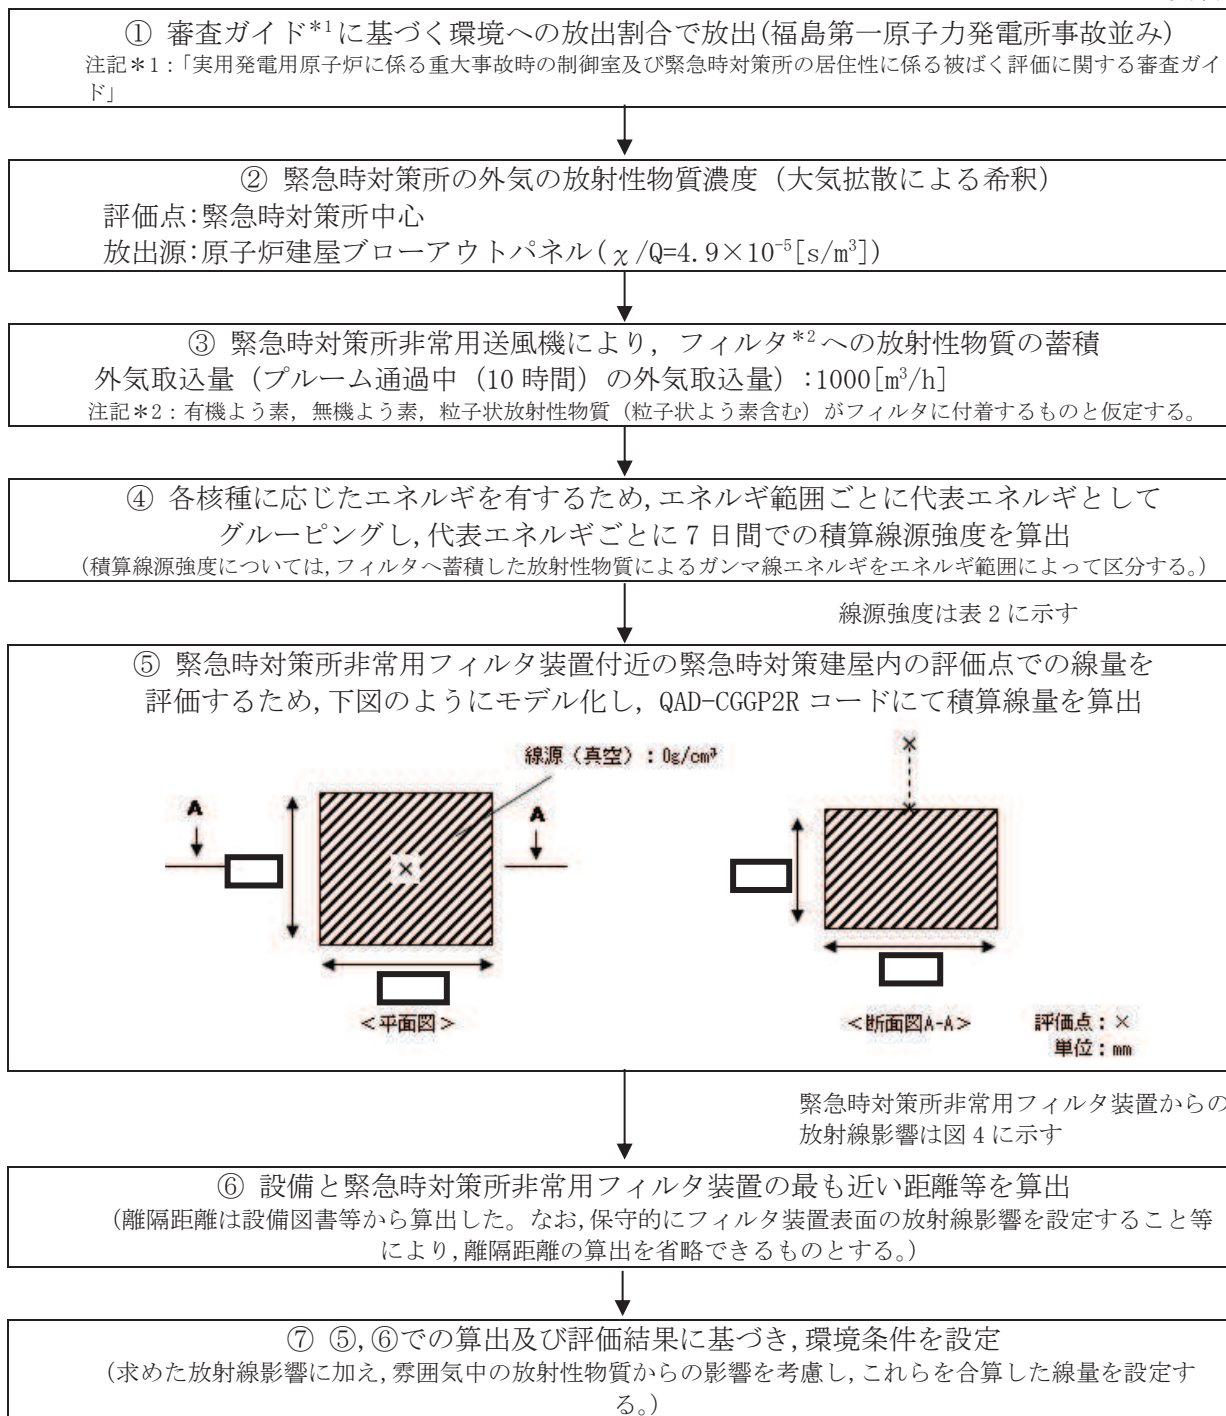 ① 審査ガイド*1に基づく環境への放出割合で放出(福島第一原子力発電所事故並み)
注記＊1：「実用発電用原子炉に係る重大事故時の制御室及び緊急時対策所の居住性に係る被ばく評価に関する審査ガイ
ド」
② 緊急時対策所の外気の放射性物質濃度（大気拡散による希釈）
評価点：緊急時対策所中心
放出源：原子炉建屋ブローアウトパネル(χ/Q=4.9×10⁻⁵[s/m³])
③ 緊急時対策所非常用送風機により，フィルタ*2への放射性物質の蓄積
外気取込量（プルーム通過中（10時間）の外気取込量）：1000[m³/h]
注記＊2：有機よう素，無機よう素，粒子状放射性物質（粒子状よう素含む）がフィルタに付着するものと仮定する。
④ 各核種に応じたエネルギを有するため,エネルギ範囲ごとに代表エネルギとして
グルーピングし,代表エネルギごとに7日間での積算線源強度を算出
(積算線源強度については,フィルタへ蓄積した放射性物質によるガンマ線エネルギをエネルギ範囲によって区分する。)
線源強度は表2に示す
⑤ 緊急時対策所非常用フィルタ装置付近の緊急時対策建屋内の評価点での線量を
評価するため,下図のようにモデル化し，QAD-CGGP2Rコードにて積算線量を算出
線源（真空）：0g/cm³
A
A
＜平面図＞
＜断面図A-A＞
評価点：×
単位：mm
緊急時対策所非常用フィルタ装置からの
放射線影響は図4に示す
⑥ 設備と緊急時対策所非常用フィルタ装置の最も近い距離等を算出
(離隔距離は設備図書等から算出した。なお,保守的にフィルタ装置表面の放射線影響を設定すること等
により,離隔距離の算出を省略できるものとする。)
⑦ ⑤,⑥での算出及び評価結果に基づき,環境条件を設定
(求めた放射線影響に加え,雰囲気中の放射性物質からの影響を考慮し,これらを合算した線量を設定す
る。)